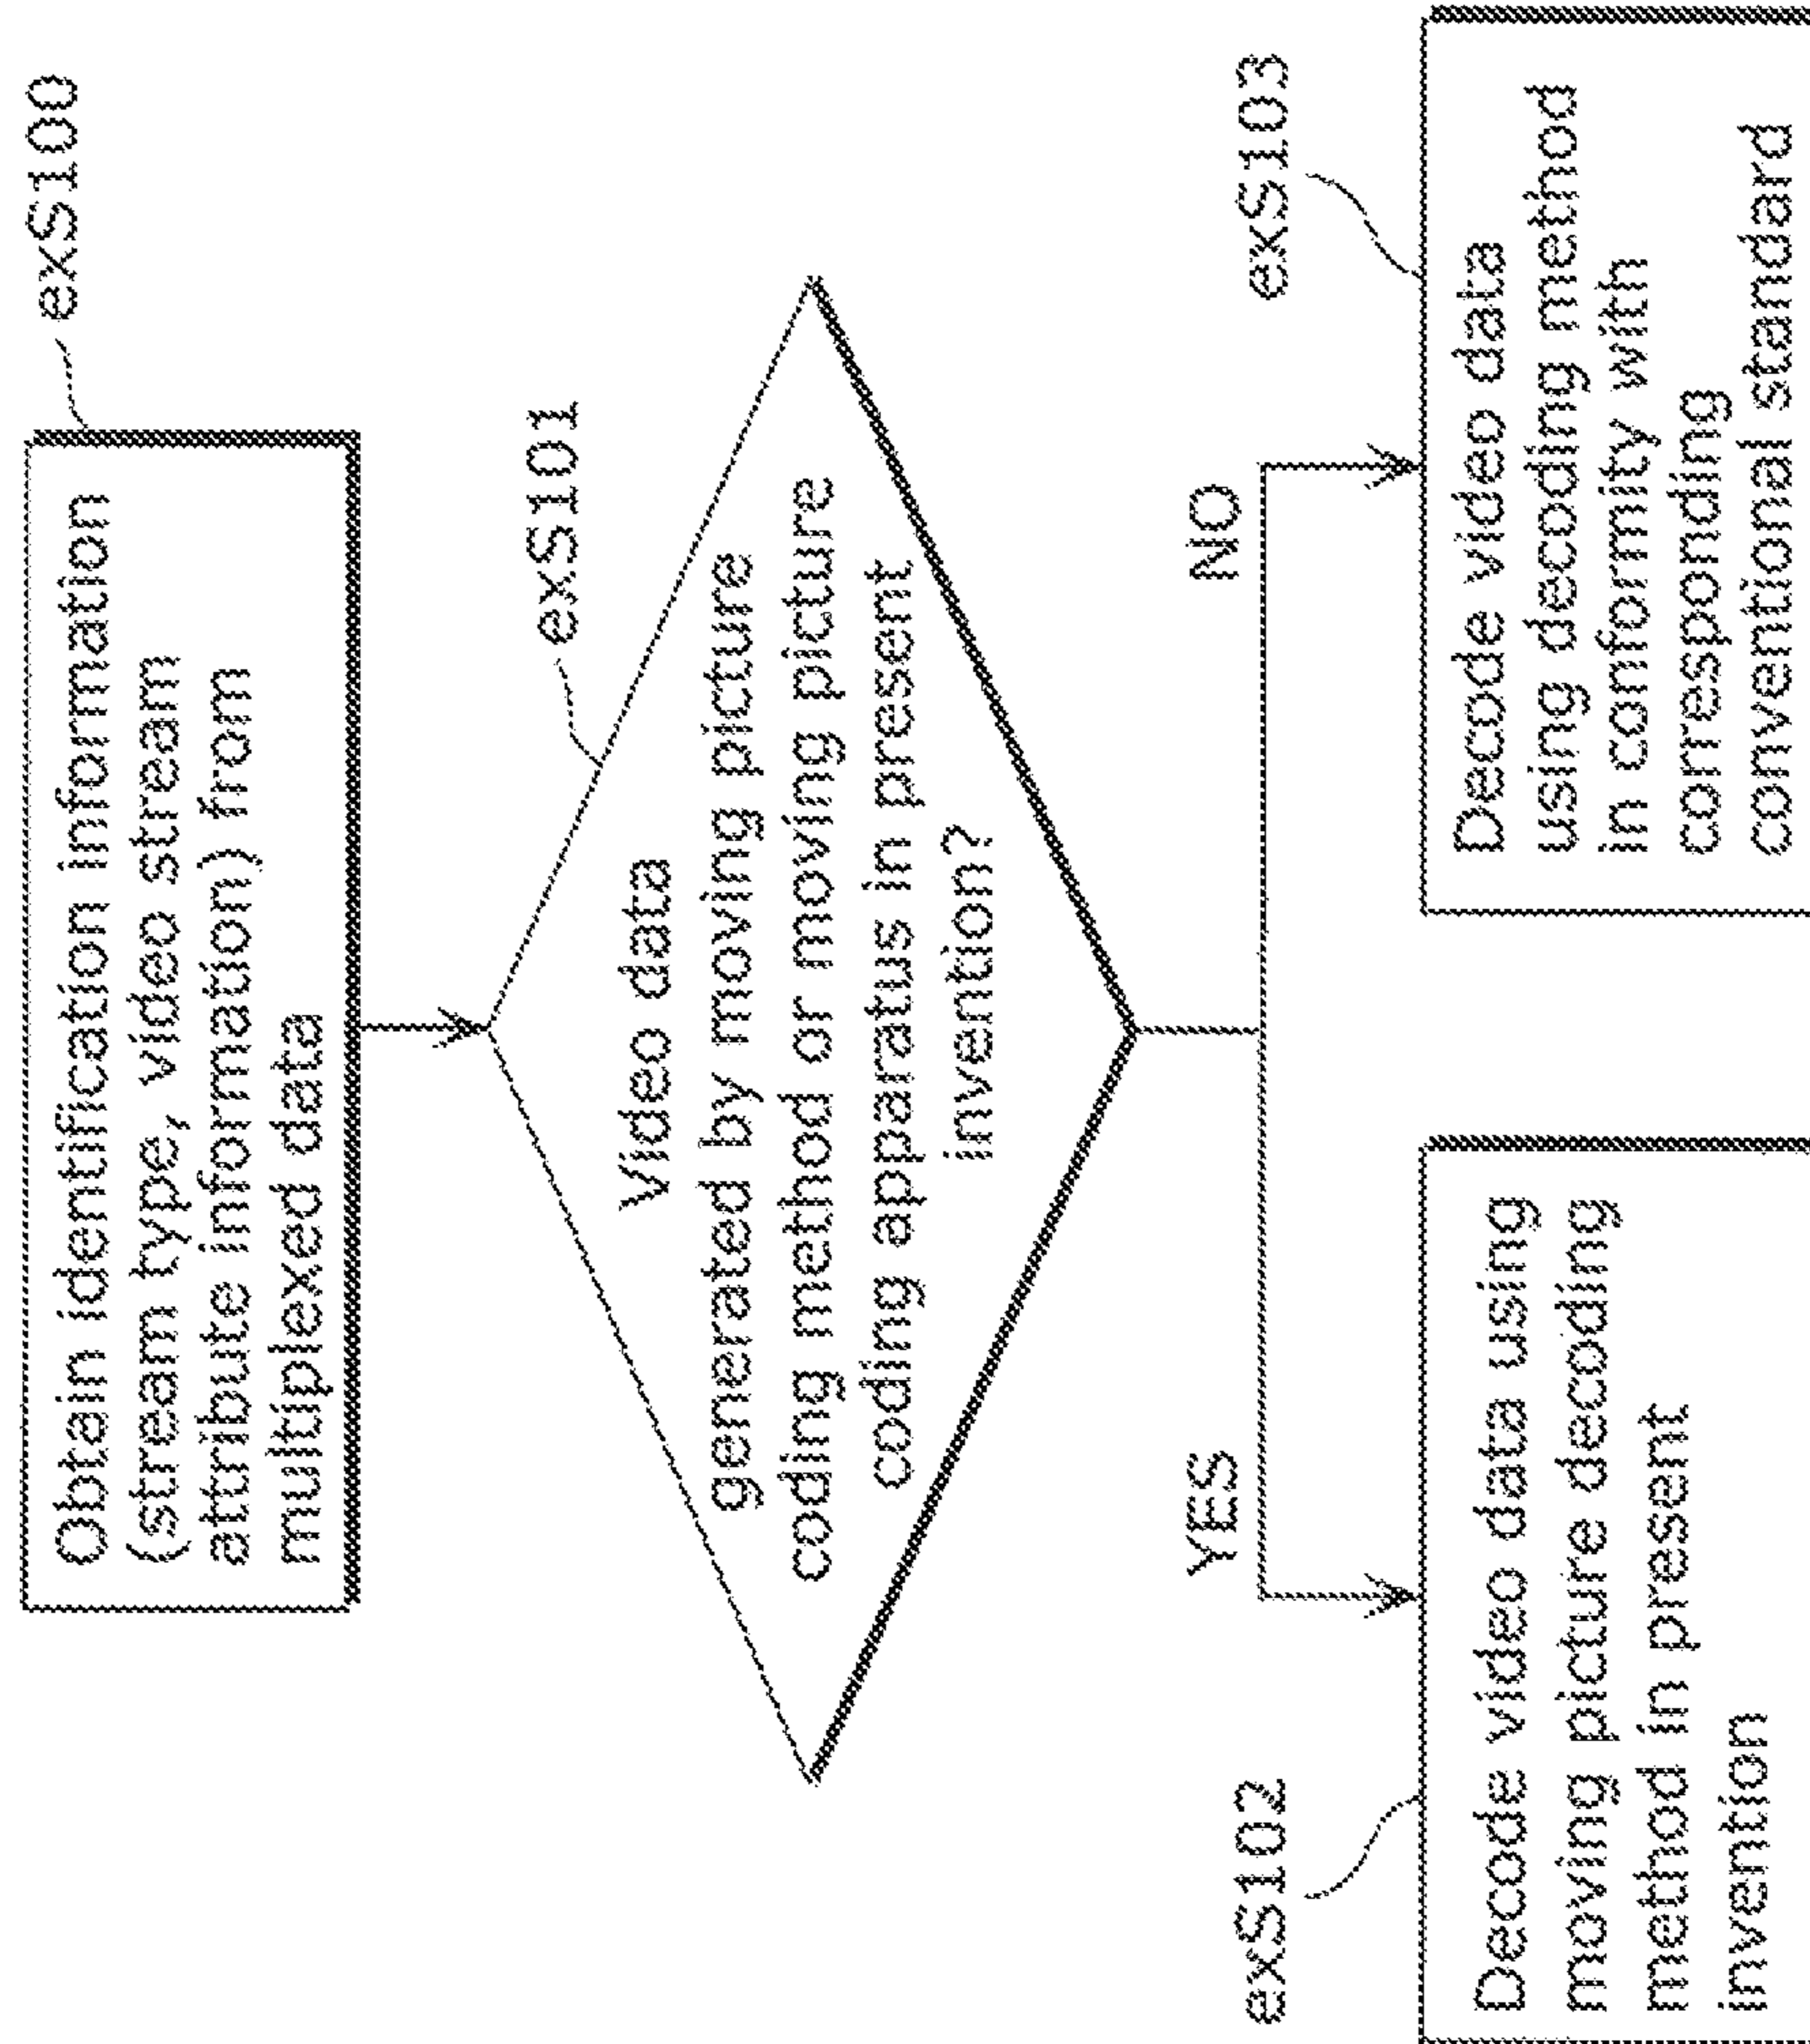 exS100
Obtain identification information
(stream type, video stream
attribute information) from
multiplexed data
exS101
Video data
generated by moving picture
coding method or moving picture
coding apparatus in present
invention?
YES
NO
exS102
Decode video data using
moving picture decoding
method in present
invention
exS103
Decode video data
using decoding method
in conformity with
corresponding
conventional standard